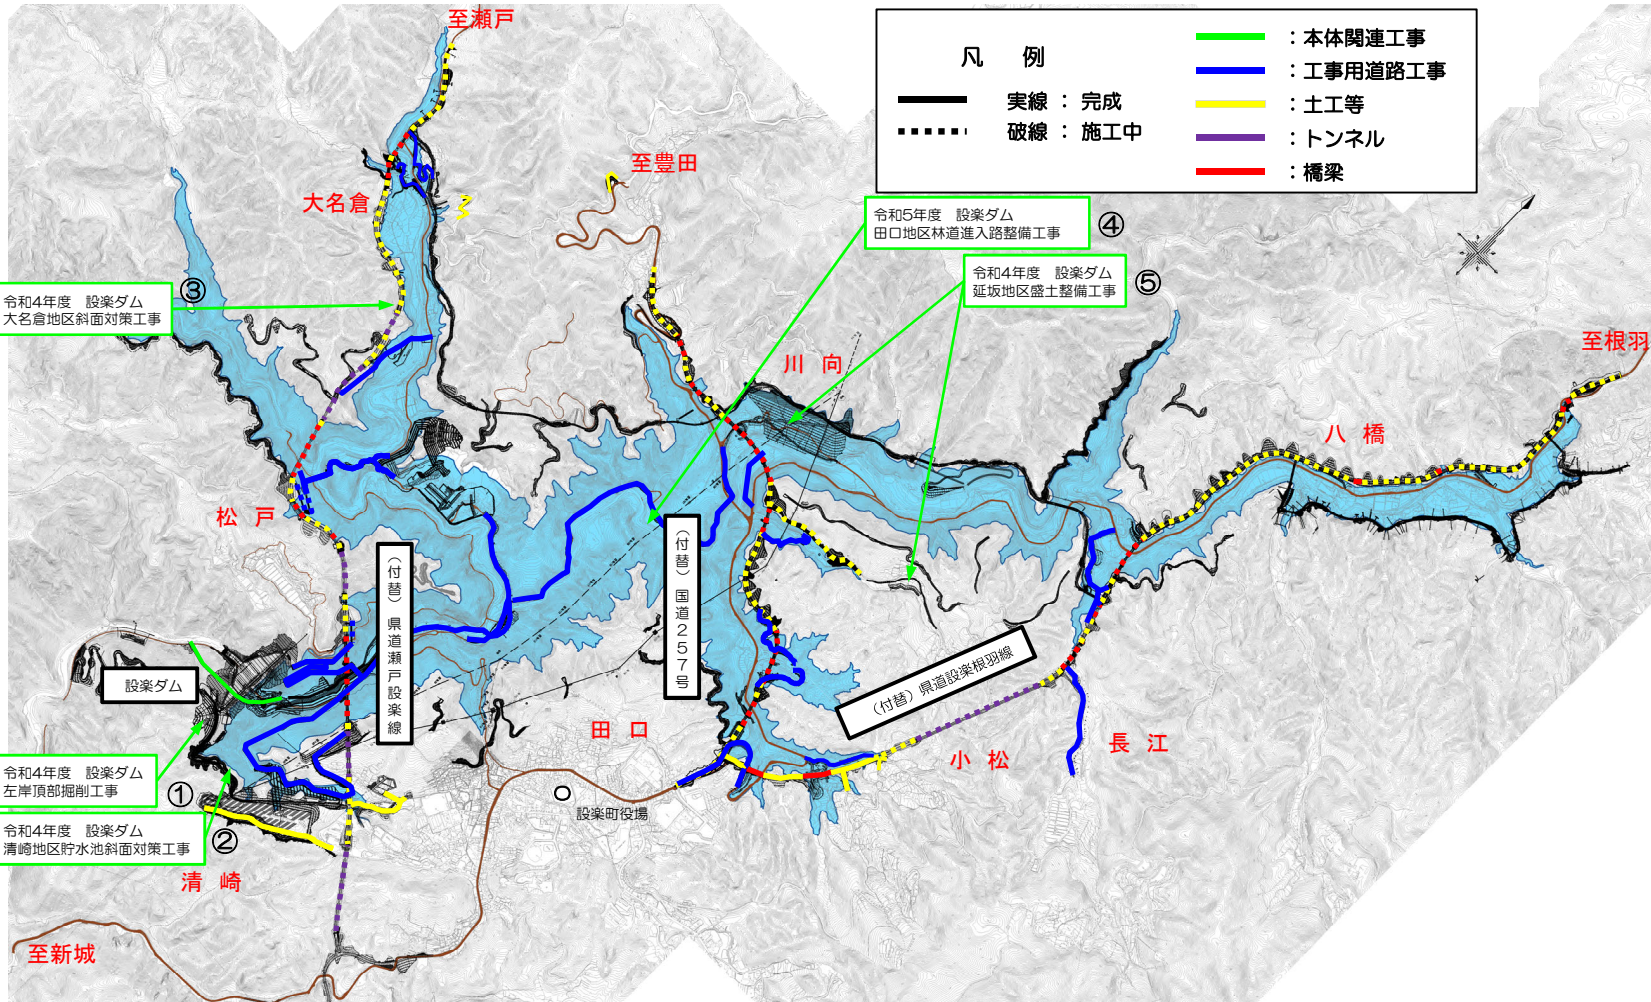 至瀬戸
凡 例
実線 : 完成
破線 : 施工中
: 本体関連工事
: 工事用道路工事
: 土工等
: トンネル
: 橋梁
至豊田
大名倉
令和5年度 設楽ダム
田口地区林道進入路整備工事
④
令和4年度 設楽ダム
延坂地区盛土整備工事
⑤
③
令和4年度 設楽ダム
大名倉地区斜面対策工事
川 向
至根羽
八 橋
松 戸
(付替) 県道瀬戸設楽線
(付替) 国道257号
(付替) 県道設楽根羽線
設楽ダム
田 口
小 松
長 江
令和4年度 設楽ダム
左岸頂部掘削工事
①
設楽町役場
令和4年度 設楽ダム
清崎地区貯水池斜面対策工事
②
清 崎
至新城